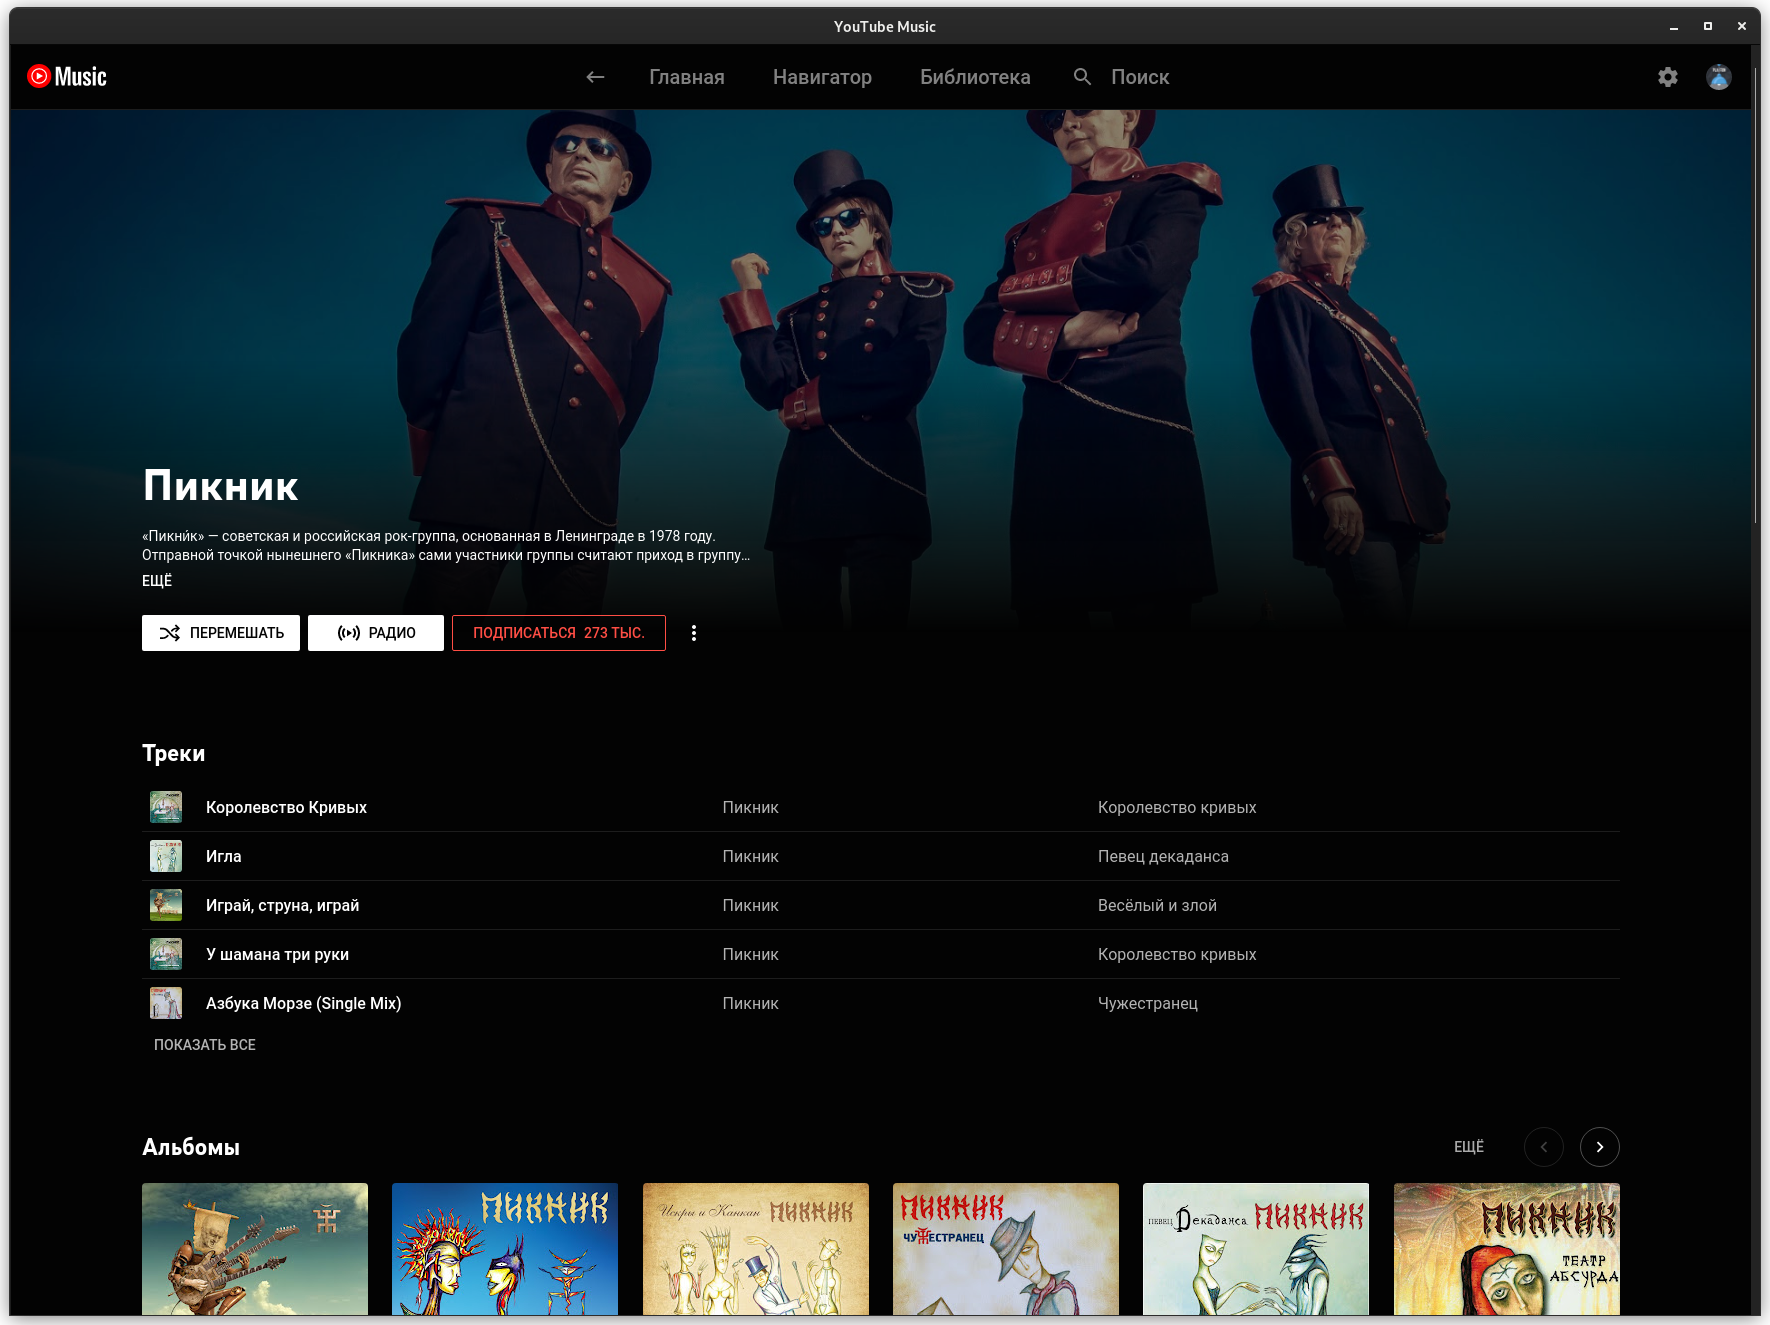 YouTube Music
Music
Главная
Навигатор
Библиотека
Поиск
Пикник
«Пикни́к» — советская и российская рок-группа, основанная в Ленинграде в 1978 году.
Отправной точкой нынешнего «Пикника» сами участники группы считают приход в группу...
ЕЩЁ
ПЕРЕМЕШАТЬ
РАДИО
ПОДПИСАТЬСЯ 273 ТЫС.
Треки
Королевство Кривых
Пикник
Королевство кривых
Игла
Пикник
Певец декаданса
Играй, струна, играй
Пикник
Весёлый и злой
У шамана три руки
Пикник
Королевство кривых
Азбука Морзе (Single Mix)
Пикник
Чужестранец
ПОКАЗАТЬ ВСЕ
Альбомы
ЕЩЁ
ПИКНИК
Искры и Канкан
ПИКНИК
ПИКНИК
ЧУЖЕСТРАНЕЦ
ПЕВЕЦ Декаданса
ПИКНИК
ПИКНИК
ТЕАТР
АБСУРДА